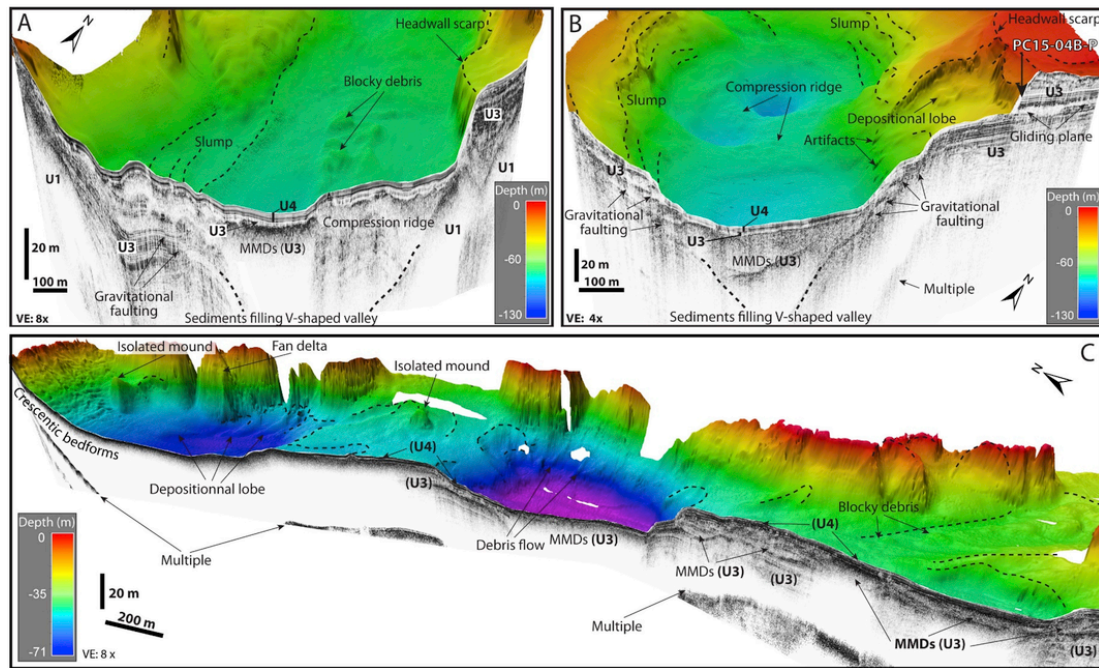 A
N
Headwall scarp
Blocky debris
Slump
U3
U1
U4
U3
Compression ridge
MMDs (U3)
U1
U3
Gravitational
faulting
20 m
100 m
VE: 8x
Sediments filling V-shaped valley
Depth (m)
0
-60
-130
B
N
Slump
Headwall scarp
PC15-04B-P
Compression ridge
U3
Slump
Depositional lobe
Gliding plane
Artifacts
U3
U3
U4
Gravitational
faulting
Gravitational
faulting
U3
MMDs (U3)
20 m
100 m
Multiple
VE: 4x
Sediments filling V-shaped valley
N
Depth (m)
0
-60
-130
C
N
Isolated mound
Fan delta
Isolated mound
Crescentic bedforms
(U4)
(U3)
Depositionnal lobe
Blocky debris
(U4)
Debris flow
MMDs (U3)
Multiple
MMDs (U3)
(U3)
Multiple
MMDs (U3)
(U3)
Depth (m)
0
-35
-71
20 m
200 m
VE: 8 x